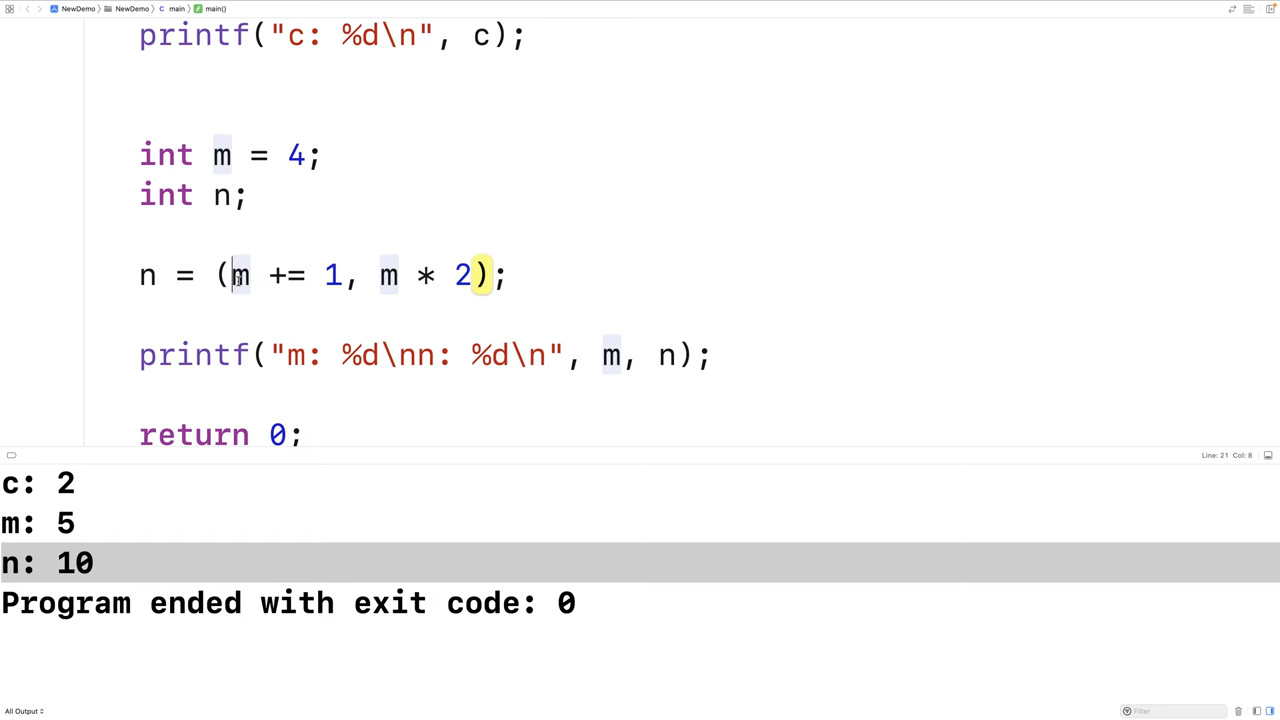 NewDemo > NewDemo > C main > f main()
printf("c: %d\n", c);
int m = 4;
int n;
n = (m += 1, m * 2);
printf("m: %d\nn: %d\n", m, n);
return 0;
Line: 21 Col: 8
c: 2
m: 5
n: 10
Program ended with exit code: 0
All Output
Filter